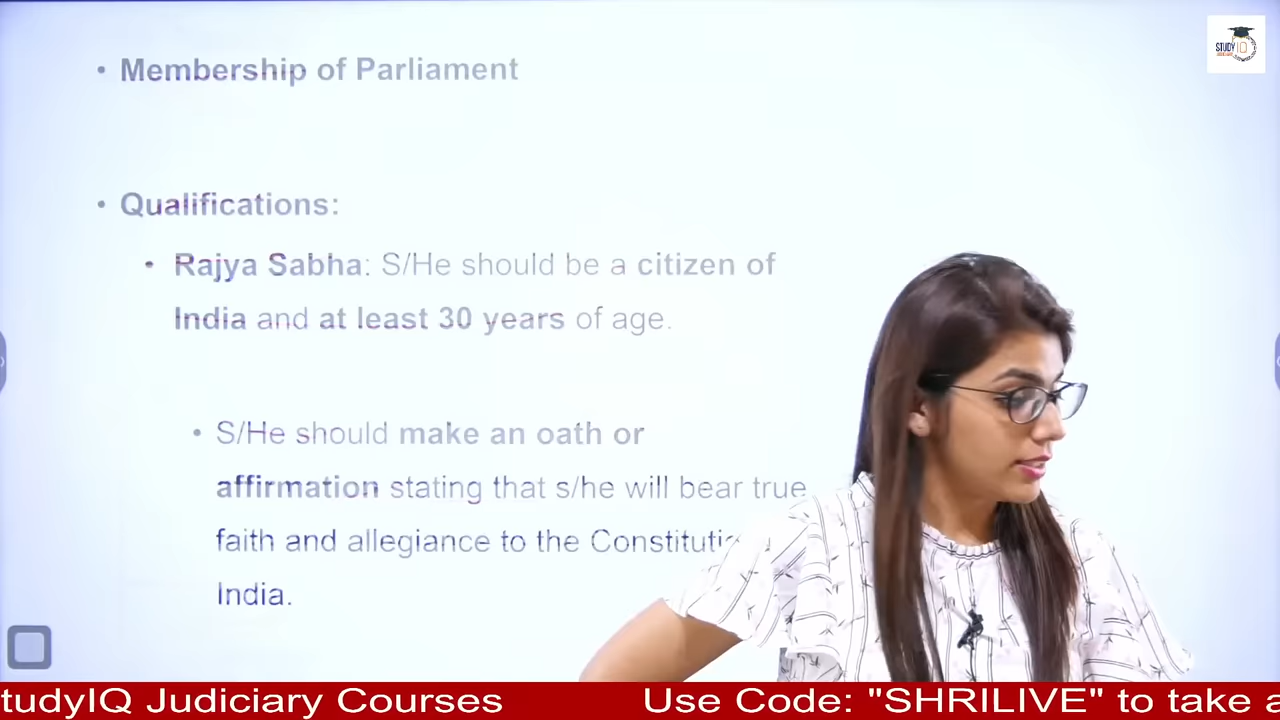 • Membership of Parliament
STUDY IQ
• Qualifications:
• Rajya Sabha: S/He should be a citizen of
India and at least 30 years of age.
• S/He should make an oath or
affirmation stating that s/he will bear true
faith and allegiance to the
India.
tudyIQ Judiciary Courses Use Code: "SHRILIVE" to take a